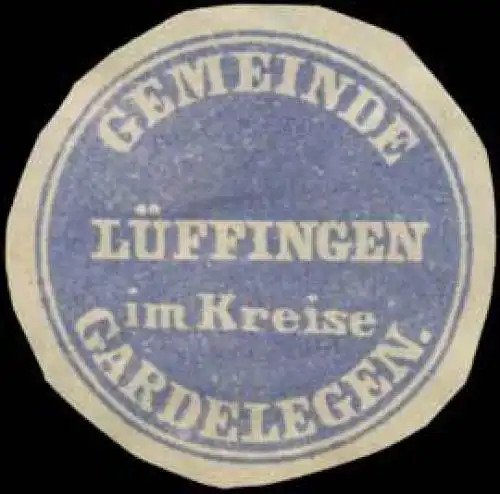 GEMEINDE
LÜFFINGEN
im Kreise
GARDELEGEN.